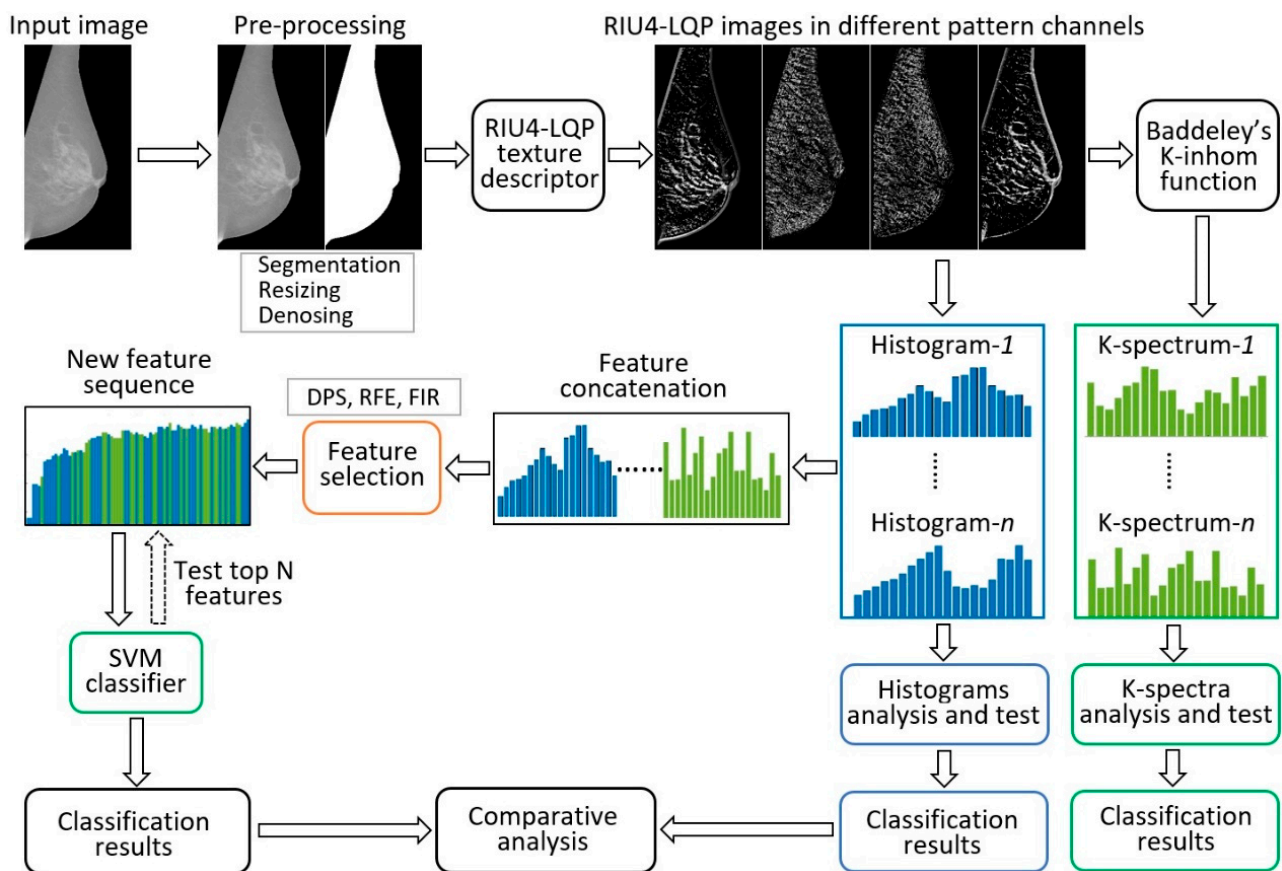 Input image
Pre-processing
RIU4-LQP images in different pattern channels
RIU4-LQP
texture
descriptor
Baddeley's
K-inhom
function
Segmentation
Resizing
Denosing
New feature
sequence
DPS, RFE, FIR
Feature
selection
Feature
concatenation
Histogram-1
Histogram-n
K-spectrum-1
K-spectrum-n
Test top N
features
SVM
classifier
Histograms
analysis and test
K-spectra
analysis and test
Classification
results
Comparative
analysis
Classification
results
Classification
results